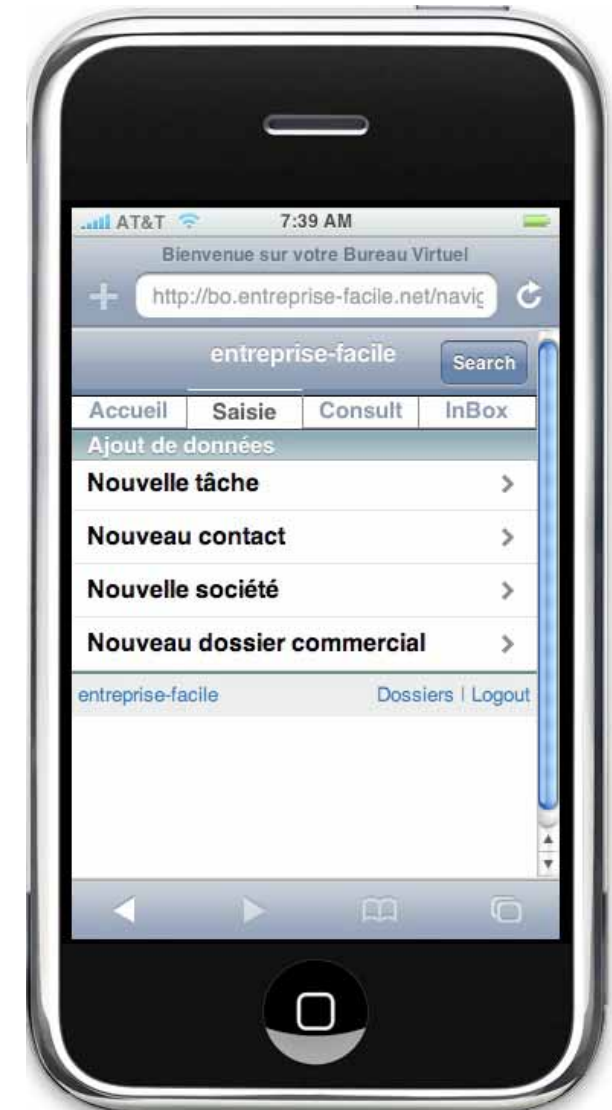 AT&T 7:39 AM
Bienvenue sur votre Bureau Virtuel
http://bo.entreprise-facile.net/navig
entreprise-facile Search
Accueil Saisie Consult InBox
Ajout de données
Nouvelle tâche
Nouveau contact
Nouvelle société
Nouveau dossier commercial
entreprise-facile Dossiers | Logout